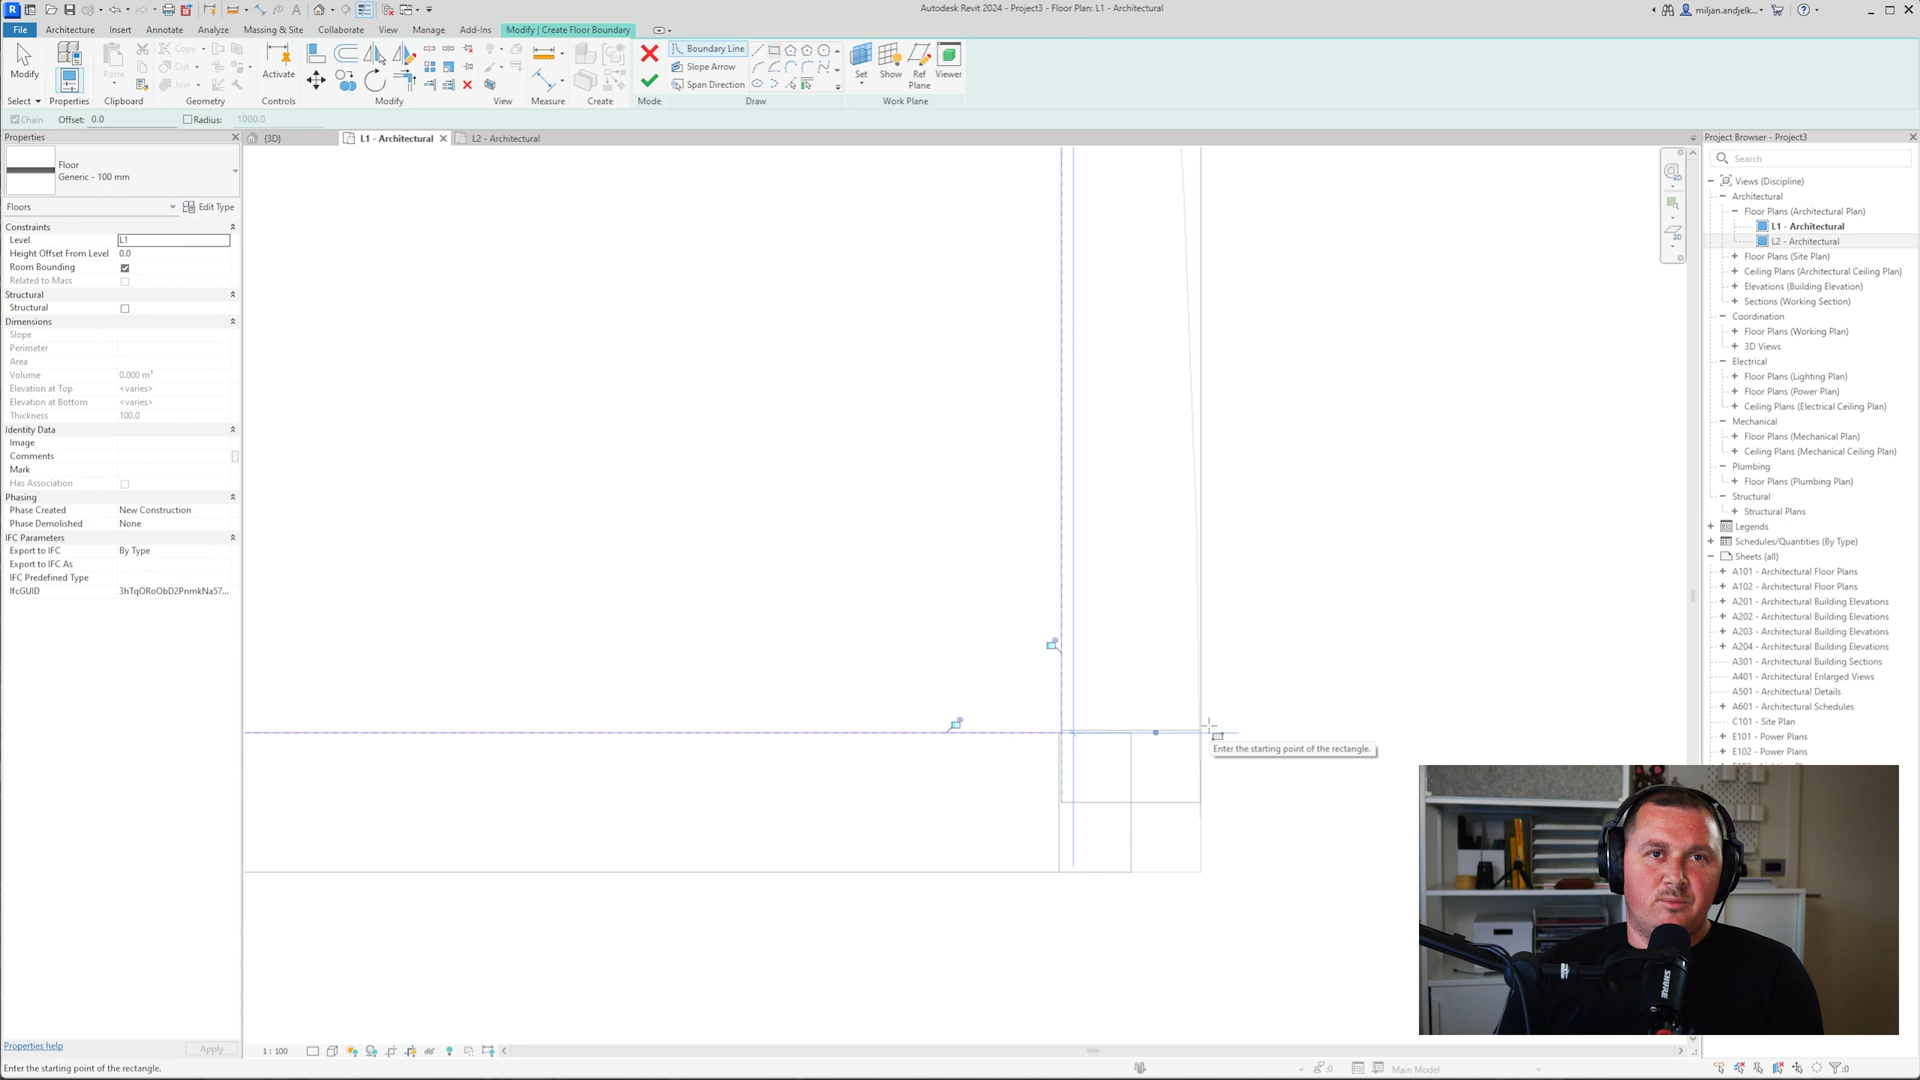 Autodesk Revit 2024 - Project3 - Floor Plan: L1 - Architectural
miljan.andjelk...
File
Architecture
Insert
Annotate
Analyze
Massing & Site
Collaborate
View
Manage
Add-Ins
Modify | Create Floor Boundary
Modify
Paste
Cope
Cut
Join
Activate
Boundary Line
Slope Arrow
Span Direction
Set
Show
Ref
Plane
Viewer
Select
Properties
Clipboard
Geometry
Controls
Modify
View
Measure
Create
Mode
Draw
Work Plane
Chain
Offset: 0.0
Radius: 1000.0
Properties
{3D}
L1 - Architectural
L2 - Architectural
Floor
Generic - 100 mm
Floors
Edit Type
Constraints
Level L1
Height Offset From Level 0.0
Room Bounding
Related to Mass
Structural
Structural
Dimensions
Slope
Perimeter
Area
Volume 0.000 m³
Elevation at Top <varies>
Elevation at Bottom <varies>
Thickness 100.0
Identity Data
Image
Comments
Mark
Has Association
Phasing
Phase Created New Construction
Phase Demolished None
IFC Parameters
Export to IFC By Type
Export to IFC As
IFC Predefined Type
IfcGUID 3hTqORoObD2PnmkNa57...
Properties help
Apply
Enter the starting point of the rectangle.
Project Browser - Project3
Search
Views (Discipline)
Architectural
Floor Plans (Architectural Plan)
L1 - Architectural
L2 - Architectural
Floor Plans (Site Plan)
Ceiling Plans (Architectural Ceiling Plan)
Elevations (Building Elevation)
Sections (Working Section)
Coordination
Floor Plans (Working Plan)
3D Views
Electrical
Floor Plans (Lighting Plan)
Floor Plans (Power Plan)
Ceiling Plans (Electrical Ceiling Plan)
Mechanical
Floor Plans (Mechanical Plan)
Ceiling Plans (Mechanical Ceiling Plan)
Plumbing
Floor Plans (Plumbing Plan)
Structural
Structural Plans
Legends
Schedules/Quantities (By Type)
Sheets (all)
A101 - Architectural Floor Plans
A102 - Architectural Floor Plans
A201 - Architectural Building Elevations
A202 - Architectural Building Elevations
A203 - Architectural Building Elevations
A204 - Architectural Building Elevations
A301 - Architectural Building Sections
A401 - Architectural Enlarged Views
A501 - Architectural Details
A601 - Architectural Schedules
C101 - Site Plan
E101 - Power Plans
E102 - Power Plans
SHURE
1 : 100
Enter the starting point of the rectangle.
:0
Main Model
:0